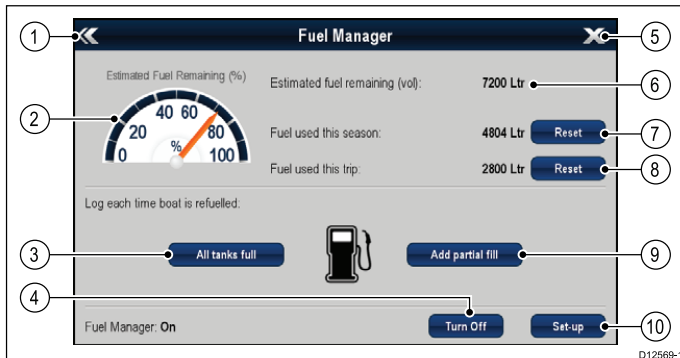 1
Fuel Manager
5
Estimated Fuel Remaining (%)
Estimated fuel remaining (vol):
7200 Ltr
6
2
0
20
40
60
80
100
%
Fuel used this season:
4804 Ltr
Reset
7
Fuel used this trip:
2800 Ltr
Reset
8
Log each time boat is refuelled:
3
All tanks full
Add partial fill
9
4
Fuel Manager: On
Turn Off
Set-up
10